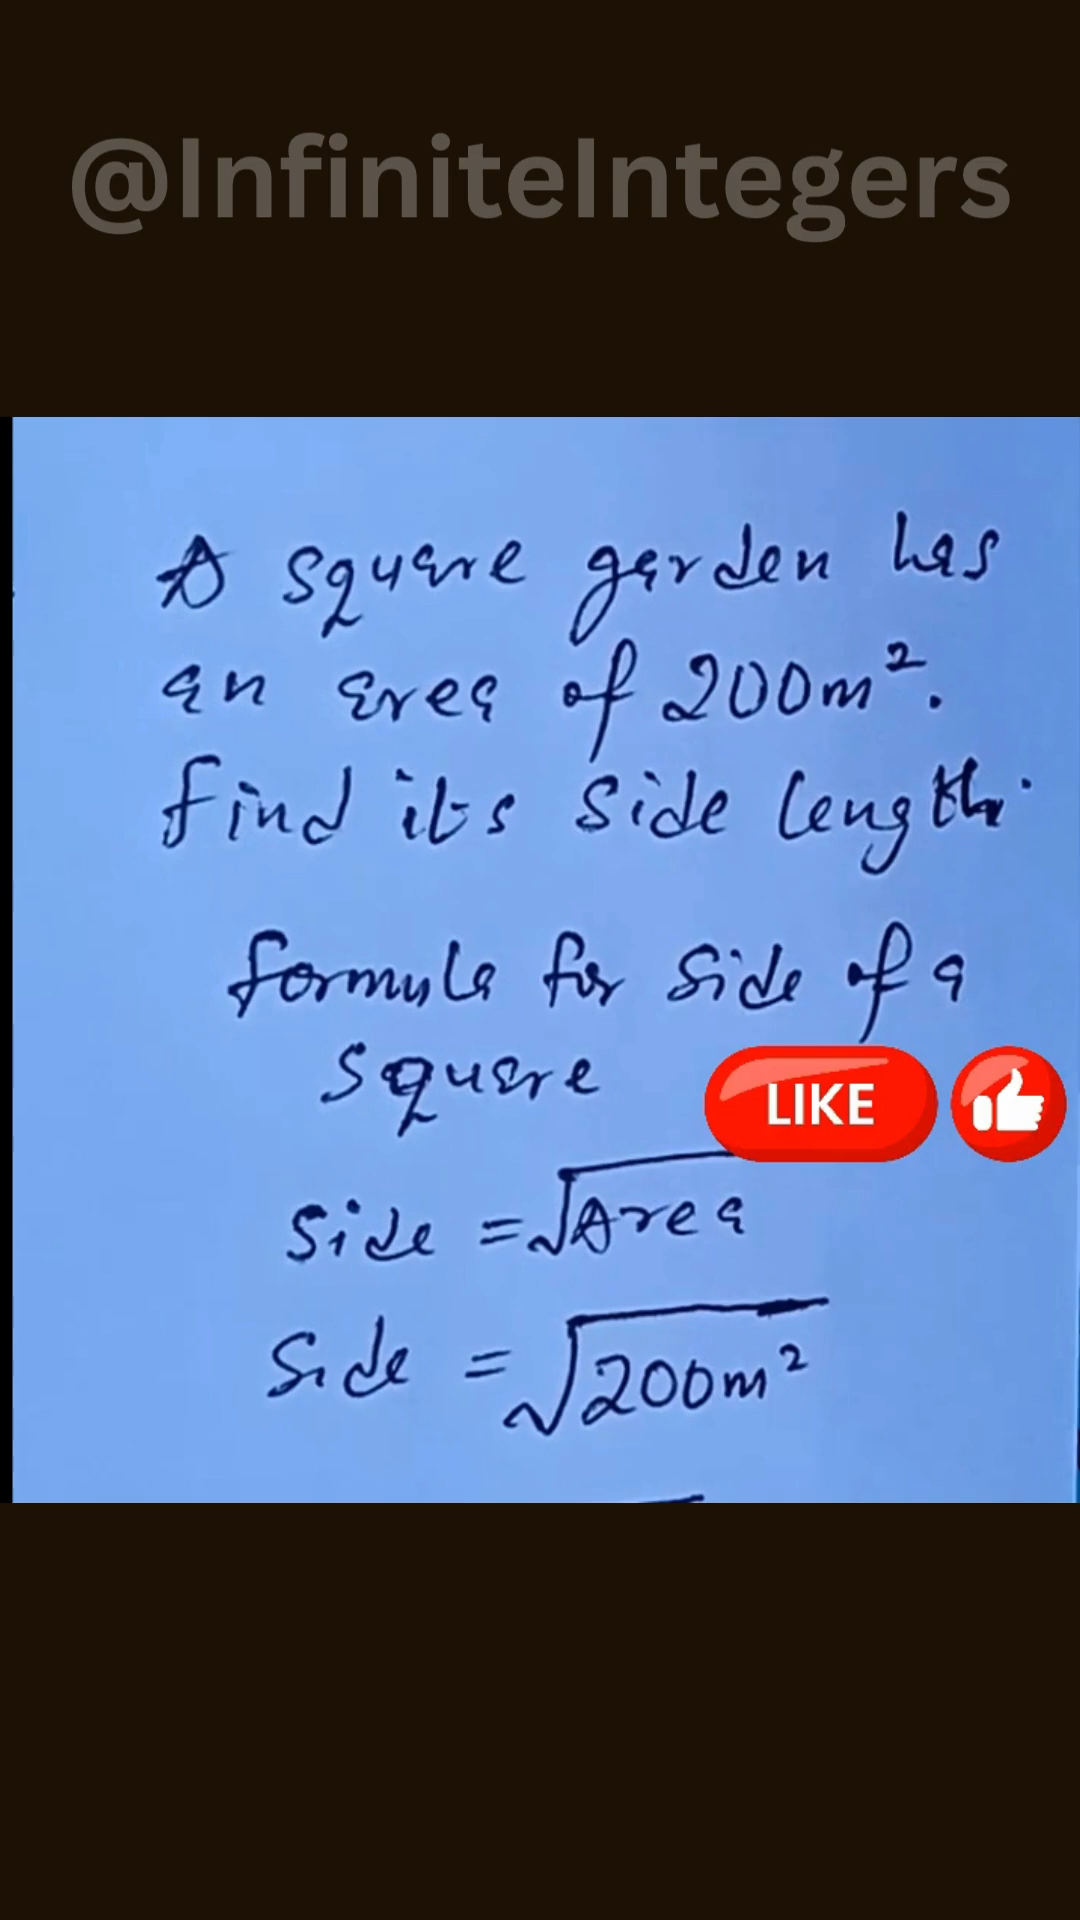 @InfiniteIntegers
A square garden has
an area of 200m².
find its side length.
formula for side of a
square
LIKE
side = √Area
Side = √200m²